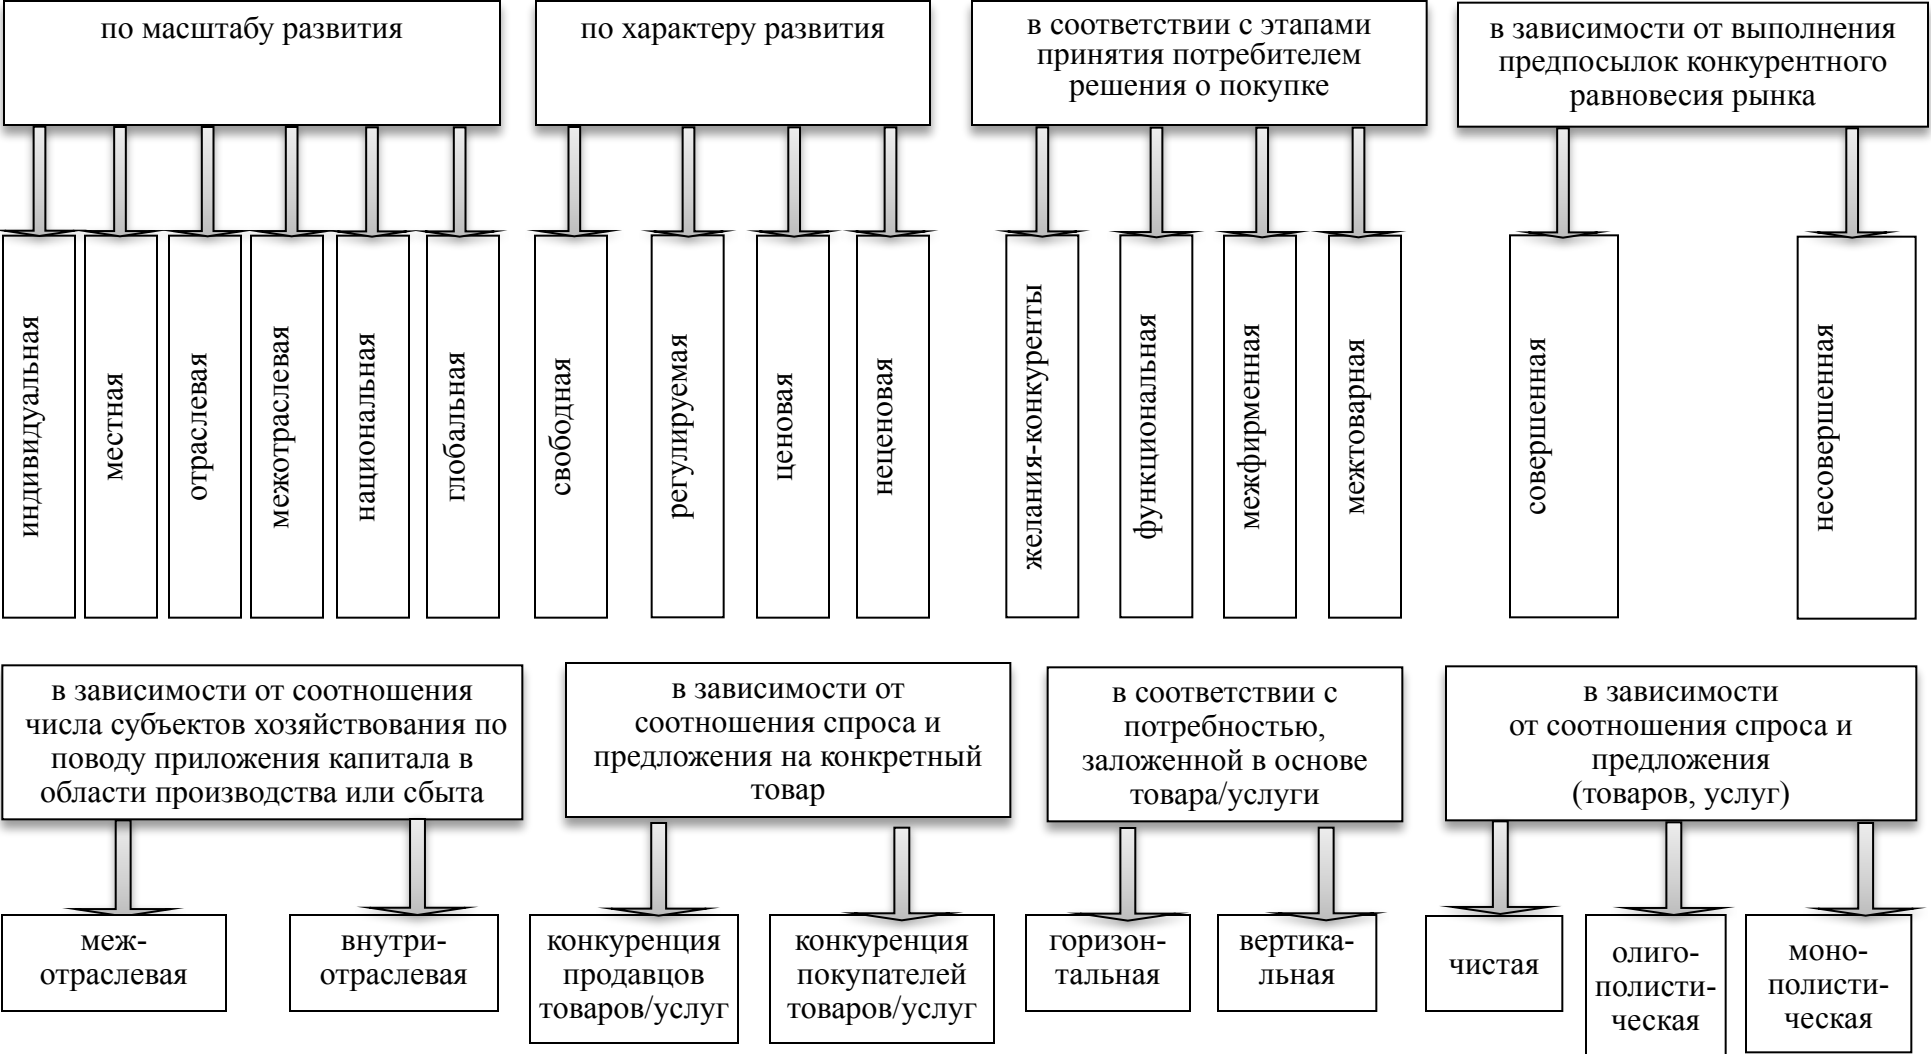 по масштабу развития
по характеру развития
в соответствии с этапами
принятия потребителем
решения о покупке
в зависимости от выполнения
предпосылок конкурентного
равновесия рынка
индивидуальная
местная
отраслевая
межотраслевая
национальная
глобальная
свободная
регулируемая
ценовая
неценовая
желания-конкуренты
функциональная
межфирменная
межтоварная
совершенная
несовершенная
в зависимости от соотношения
числа субъектов хозяйствования по
поводу приложения капитала в
области производства или сбыта
в зависимости от
соотношения спроса и
предложения на конкретный
товар
в соответствии с
потребностью,
заложенной в основе
товара/услуги
в зависимости
от соотношения спроса и
предложения
(товаров, услуг)
меж-
отраслевая
внутри-
отраслевая
конкуренция
продавцов
товаров/услуг
конкуренция
покупателей
товаров/услуг
горизон-
тальная
вертика-
льная
чистая
олиго-
полисти-
ческая
моно-
полисти-
ческая